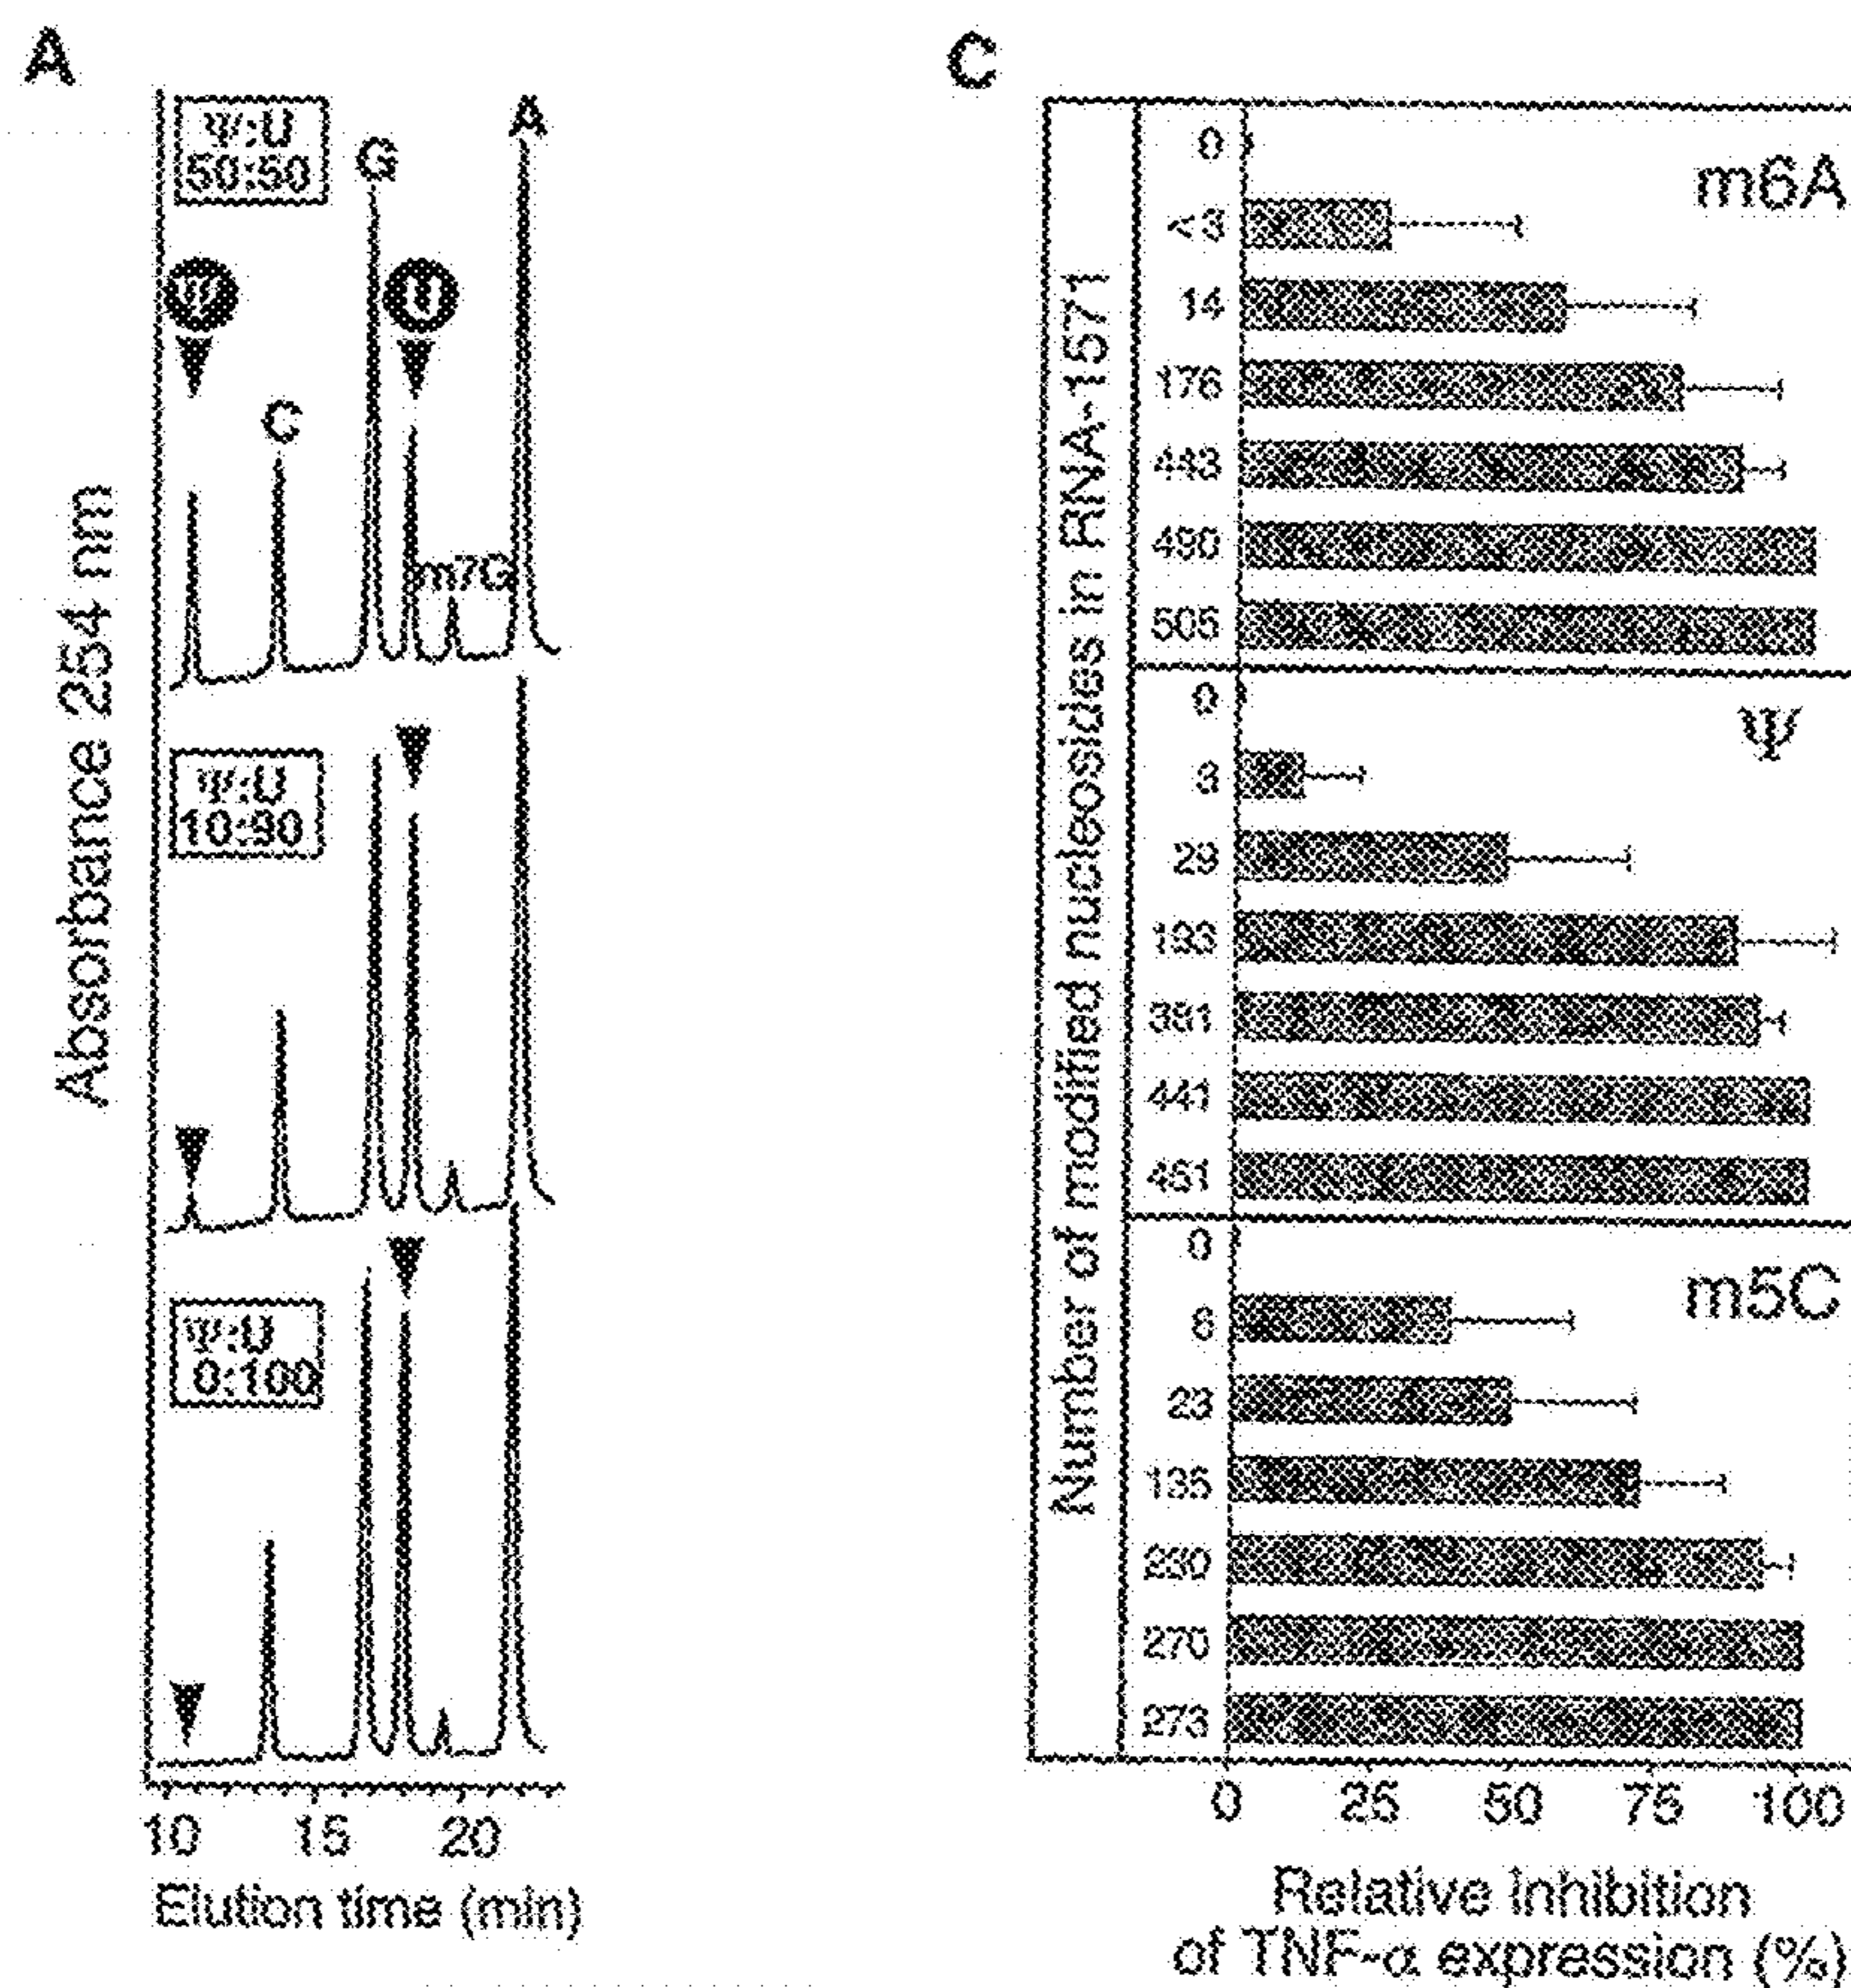 A
Ψ:U
50:50
Ψ
C
G
U
m7G
A
Absorbance 254 nm
Ψ:U
10:90
Ψ:U
0:100
10 15 20
Elution time (min)
C
Number of modified nucleosides in RNA-1571
m6A
0
<3
14
176
443
490
505
Ψ
0
3
29
193
381
441
451
m5C
0
6
23
135
230
270
273
0 25 50 75 100
Relative Inhibition
of TNF-α expression (%)